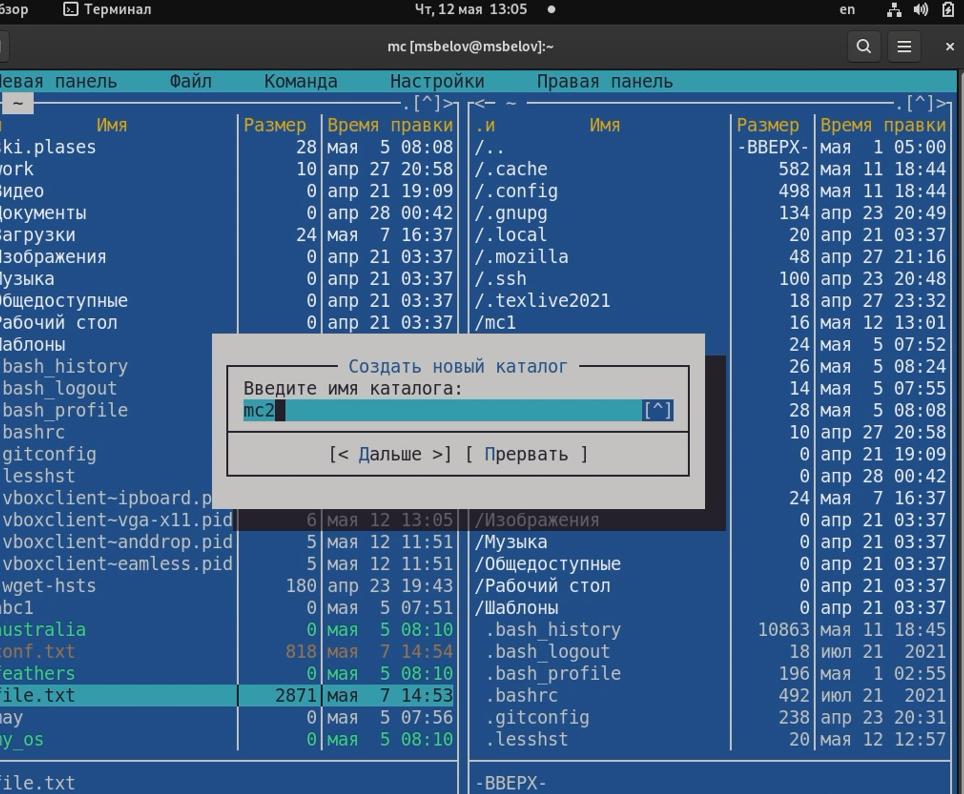 бзор Терминал Чт, 12 мая 13:05 en
mc [msbelov@msbelov]:~
Левая панель Файл Команда Настройки Правая панель
~ .[^]> <─ ~ .[^]>
и Имя Размер Время правки .и Имя Размер Время правки
ski.plases 28 мая 5 08:08 /.. -ВВЕРХ- мая 1 05:00
work 10 апр 27 20:58 /.cache 582 мая 11 18:44
Видео 0 апр 21 19:09 /.config 498 мая 11 18:44
Документы 0 апр 28 00:42 /.gnupg 134 апр 23 20:49
Загрузки 24 мая 7 16:37 /.local 20 апр 21 03:37
Изображения 0 апр 21 03:37 /.mozilla 48 апр 27 21:16
Музыка 0 апр 21 03:37 /.ssh 100 апр 23 20:48
Общедоступные 0 апр 21 03:37 /.texlive2021 18 апр 27 23:32
Рабочий стол 0 апр 21 03:37 /mc1 16 мая 12 13:01
Шаблоны 24 мая 5 07:52
bash_history 26 мая 5 08:24
bash_logout 14 мая 5 07:55
bash_profile 28 мая 5 08:08
bashrc 10 апр 27 20:58
gitconfig 0 апр 21 19:09
lesshst 0 апр 28 00:42
Создать новый каталог
Введите имя каталога:
mc2 [^]
[< Дальше >] [ Прервать ]
vboxclient~ipboard.p 24 мая 7 16:37
vboxclient~vga-x11.pid 6 мая 12 13:05 /Изображения 0 апр 21 03:37
vboxclient~anddrop.pid 5 мая 12 11:51 /Музыка 0 апр 21 03:37
vboxclient~eamless.pid 5 мая 12 11:51 /Общедоступные 0 апр 21 03:37
wget-hsts 180 апр 23 19:43 /Рабочий стол 0 апр 21 03:37
abc1 0 мая 5 07:51 /Шаблоны 0 апр 21 03:37
australia 0 мая 5 08:10 .bash_history 10863 мая 11 18:45
conf.txt 818 мая 7 14:54 .bash_logout 18 июл 21 2021
feathers 0 мая 5 08:10 .bash_profile 196 мая 1 02:55
file.txt 2871 мая 7 14:53 .bashrc 492 июл 21 2021
may 0 мая 5 07:56 .gitconfig 238 апр 23 20:31
my_os 0 мая 5 08:10 .lesshst 20 мая 12 12:57
file.txt -ВВЕРХ-